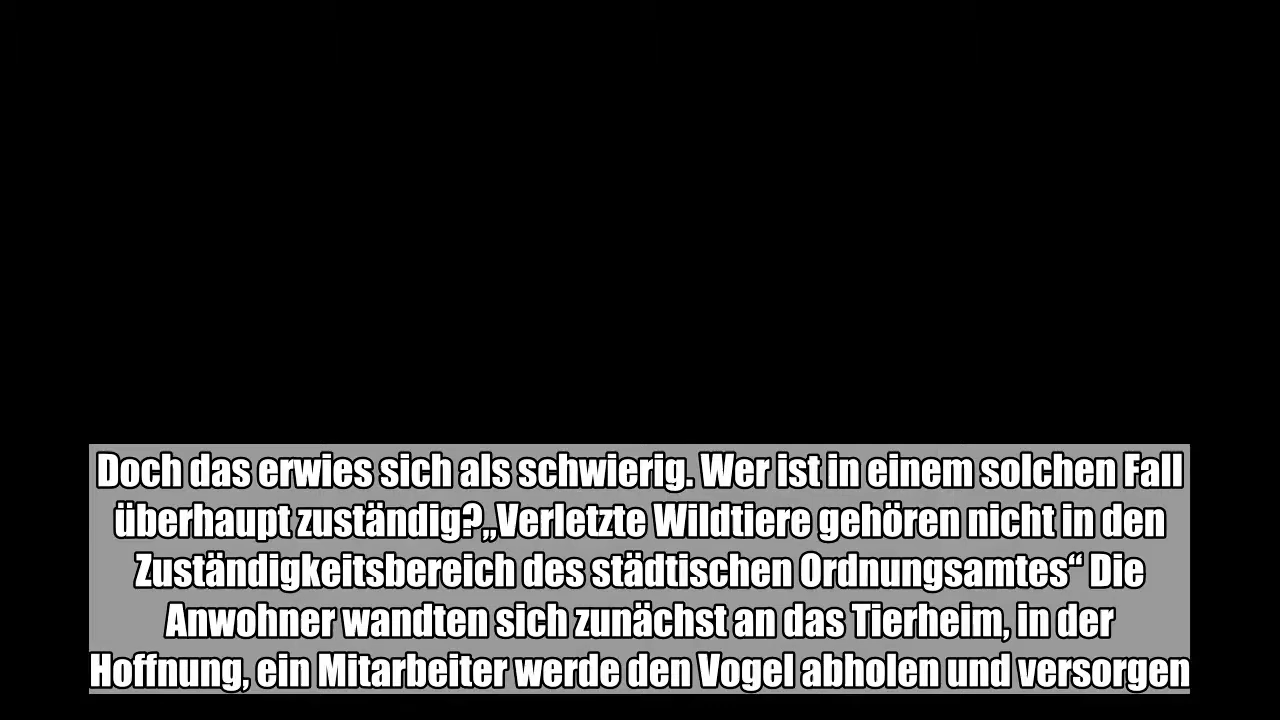 Doch das erwies sich als schwierig. Wer ist in einem solchen Fall
überhaupt zuständig?„Verletzte Wildtiere gehören nicht in den
Zuständigkeitsbereich des städtischen Ordnungsamtes“ Die
Anwohner wandten sich zunächst an das Tierheim, in der
Hoffnung, ein Mitarbeiter werde den Vogel abholen und versorgen